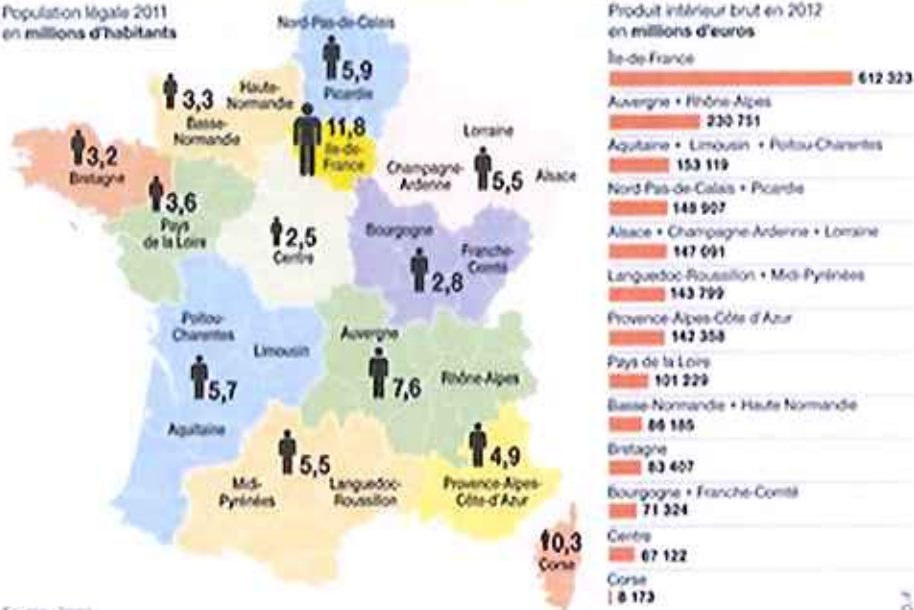 Population légale 2011
en millions d'habitants
Nord-Pas-de-Calais
5,9
Picardie
3,3
Haute-
Normandie
Basse-
Normandie
11,8
Île-de-
France
Lorraine
Champagne-
Ardenne
5,5
Alsace
3,2
Bretagne
3,6
Pays
de la Loire
2,5
Centre
Bourgogne
Franche-
Comté
2,8
Poitou-
Charentes
Limousin
5,7
Aquitaine
Auvergne
7,6
Rhône-Alpes
5,5
Midi-
Pyrénées
Languedoc-
Roussillon
4,9
Provence-Alpes-
Côte-d'Azur
0,3
Corse
Produit intérieur brut en 2012
en millions d'euros
Île-de-France
612 323
Auvergne • Rhône-Alpes
230 751
Aquitaine • Limousin • Poitou-Charentes
153 119
Nord-Pas-de-Calais • Picardie
148 907
Alsace • Champagne-Ardenne • Lorraine
147 091
Languedoc-Roussillon • Midi-Pyrénées
143 799
Provence-Alpes-Côte d'Azur
142 358
Pays de la Loire
101 229
Basse-Normandie • Haute Normandie
86 185
Bretagne
83 407
Bourgogne • Franche-Comté
71 324
Centre
67 122
Corse
8 173